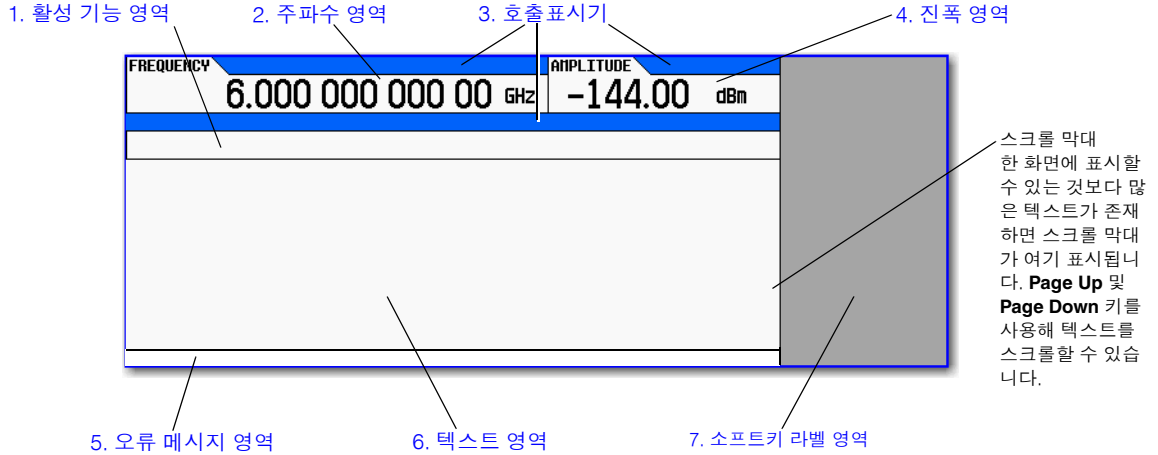 1. 활성 기능 영역
2. 주파수 영역
3. 호출표시기
4. 진폭 영역
FREQUENCY
6.000 000 000 00 GHz
AMPLITUDE
-144.00 dBm
스크롤 막대
한 화면에 표시할
수 있는 것보다 많
은 텍스트가 존재
하면 스크롤 막대
가 여기 표시됩니
다. Page Up 및
Page Down 키를
사용해 텍스트를
스크롤할 수 있습
니다.
5. 오류 메시지 영역
6. 텍스트 영역
7. 소프트키 라벨 영역